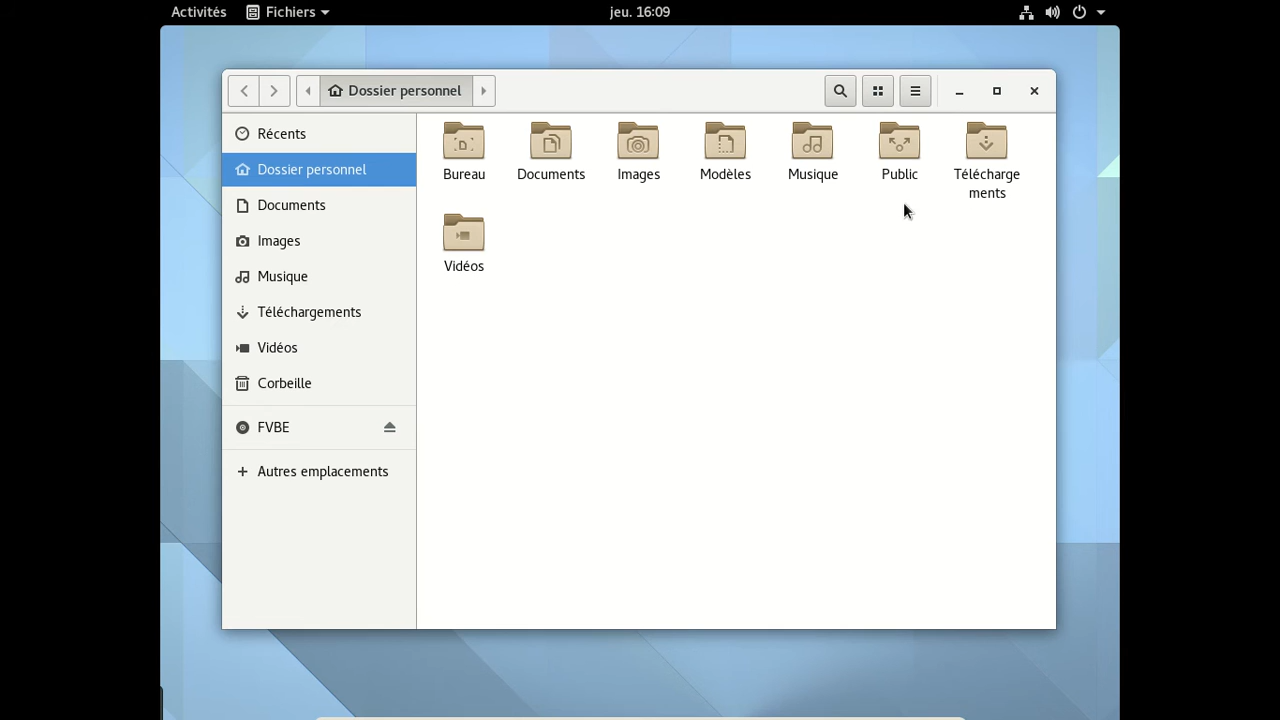 Activités Fichiers jeu. 16:09
Dossier personnel
Récents
Dossier personnel
Documents
Images
Musique
Téléchargements
Vidéos
Corbeille
FVBE
Autres emplacements
Bureau Documents Images Modèles Musique Public Télécharge
ments
Vidéos